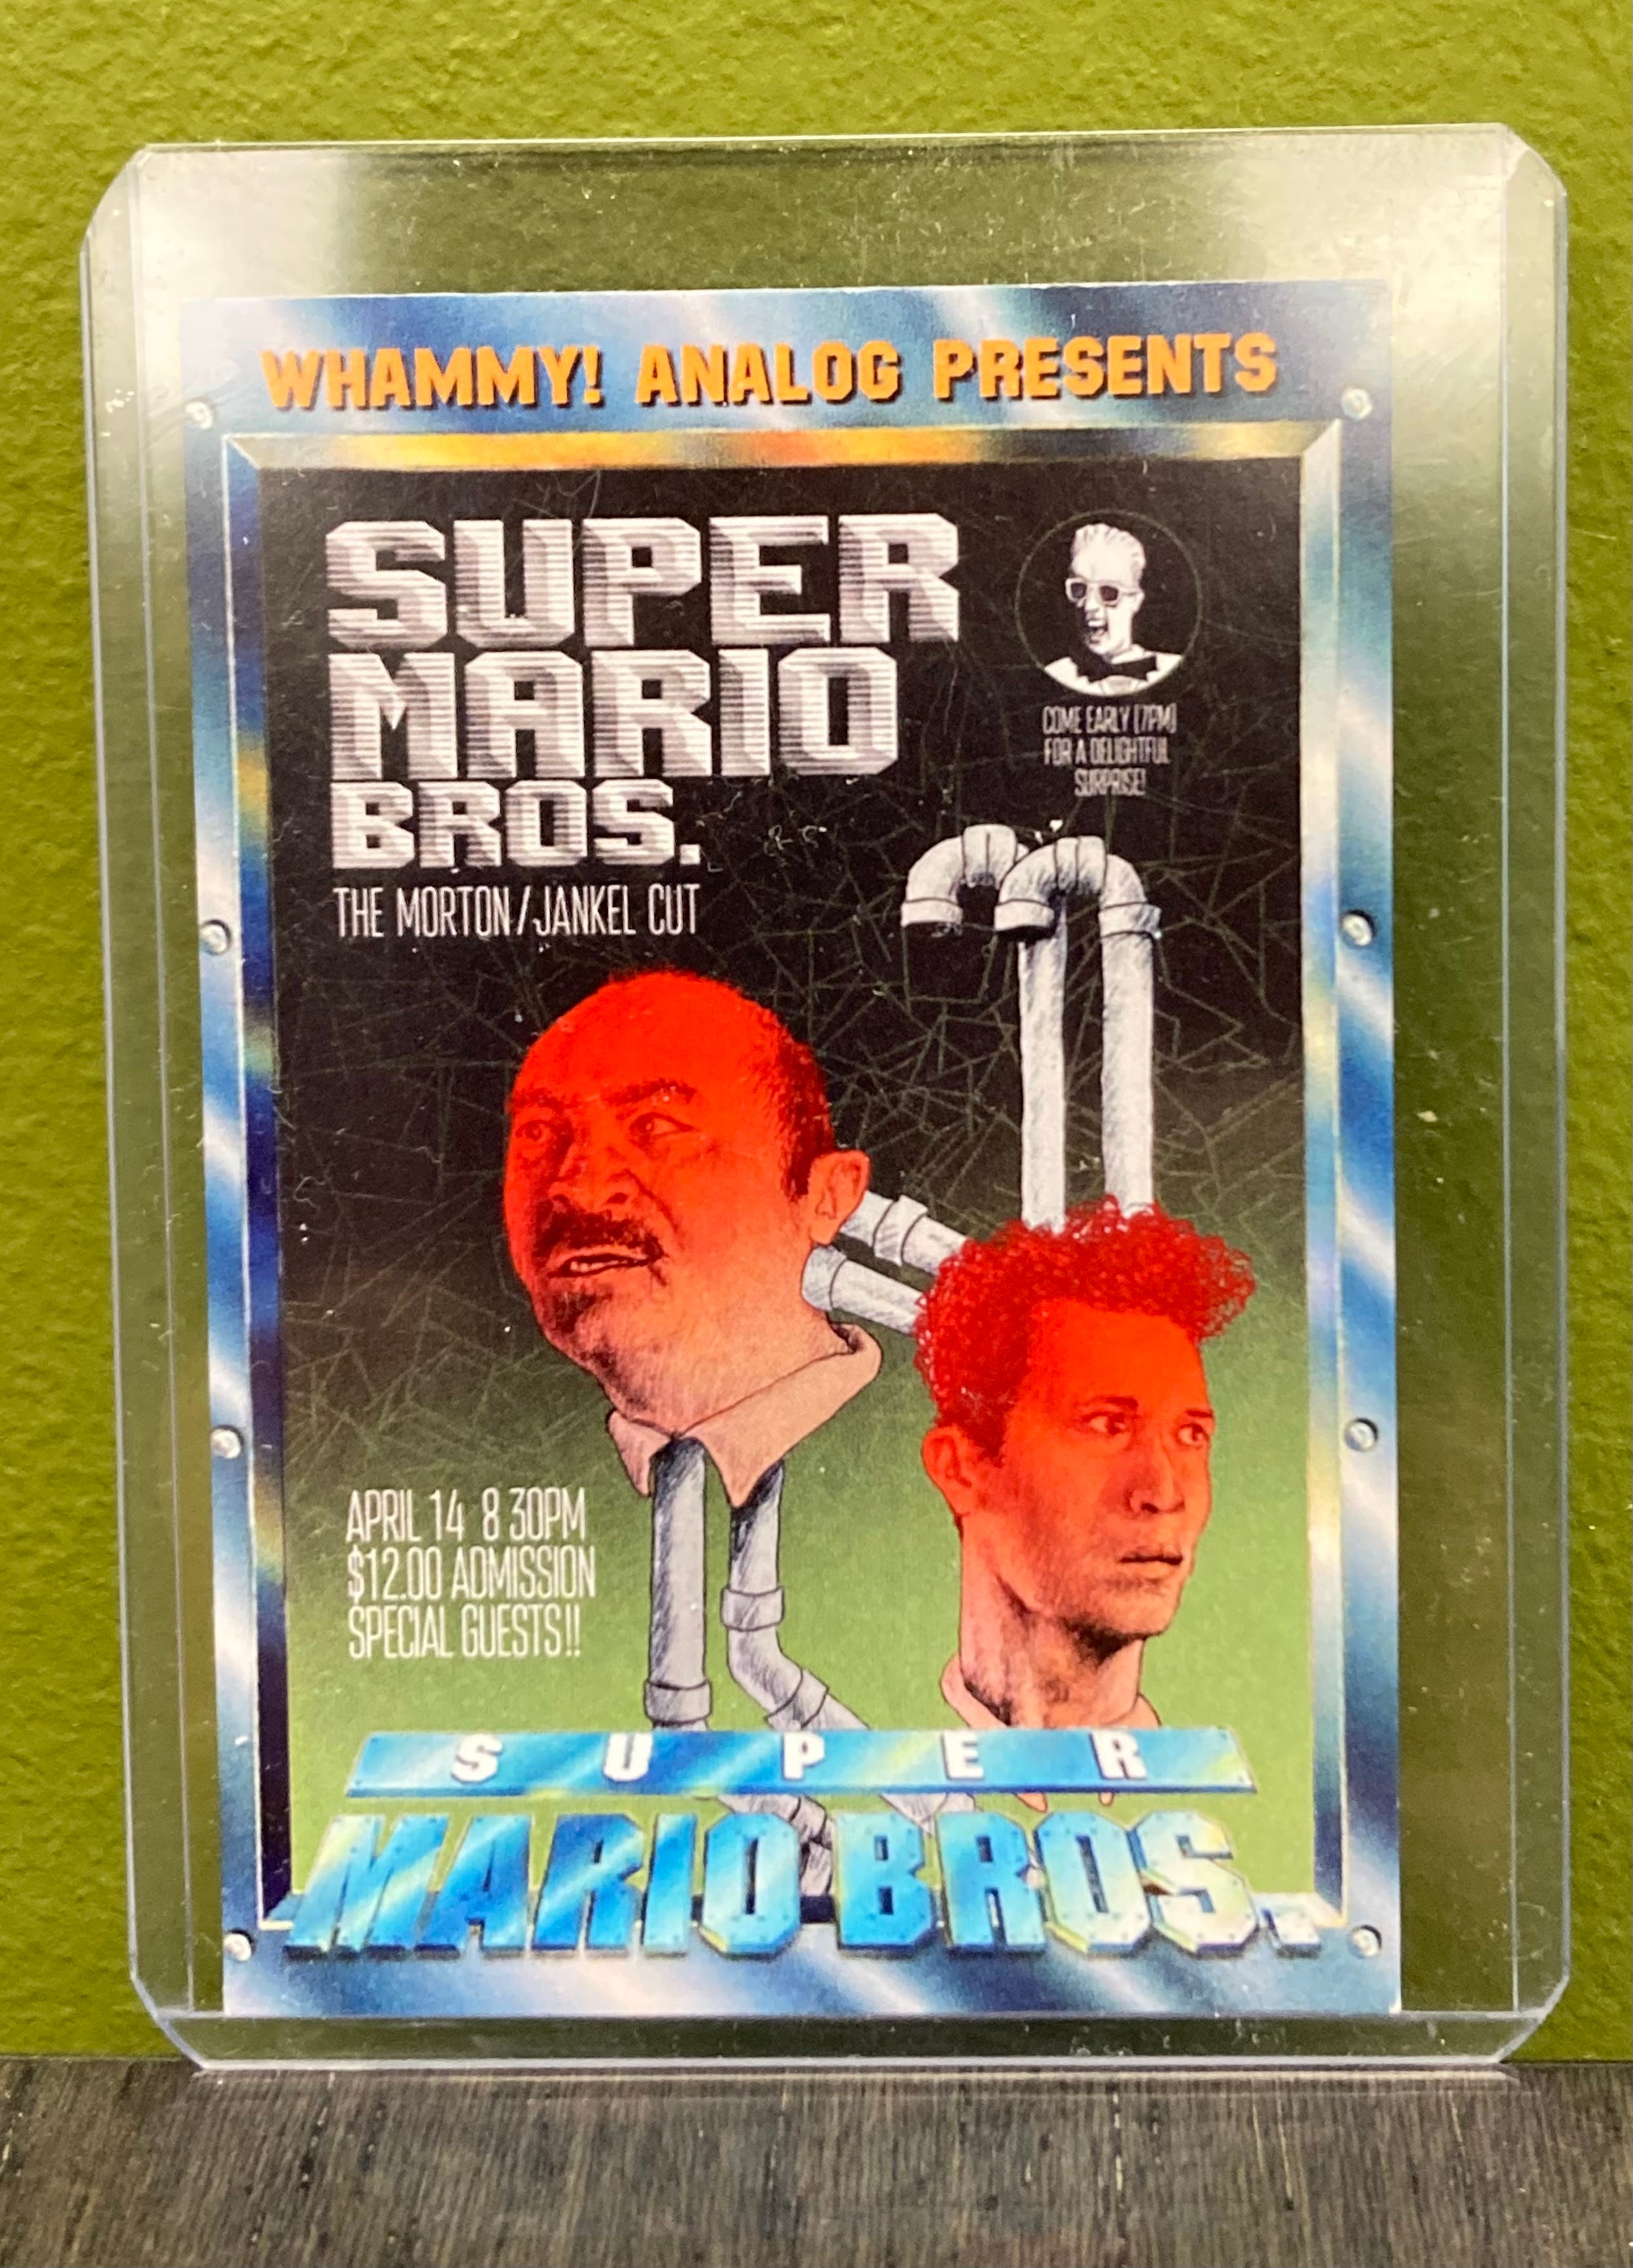 WHAMMY! ANALOG PRESENTS
SUPER
MARIO
BROS.
THE MORTON/JANKEL CUT
COME EARLY (7PM)
FOR A DELIGHTFUL
SURPRISE!
APRIL 14 8 30PM
$12.00 ADMISSION
SPECIAL GUESTS!!
SUPER
MARIO BROS.